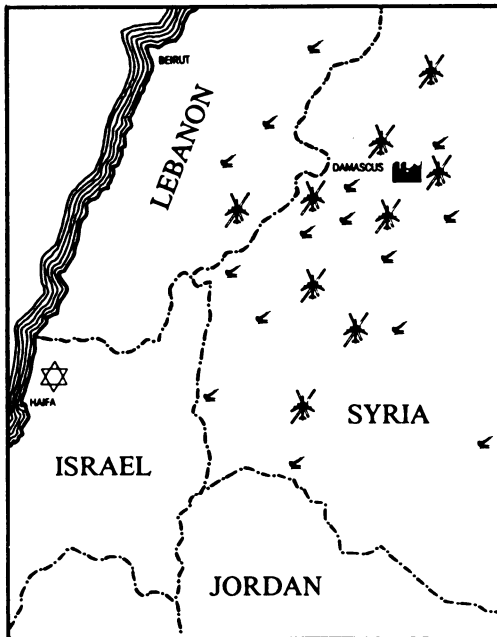 BEIRUT
LEBANON
DAMASCUS
HAIFA
SYRIA
ISRAEL
JORDAN